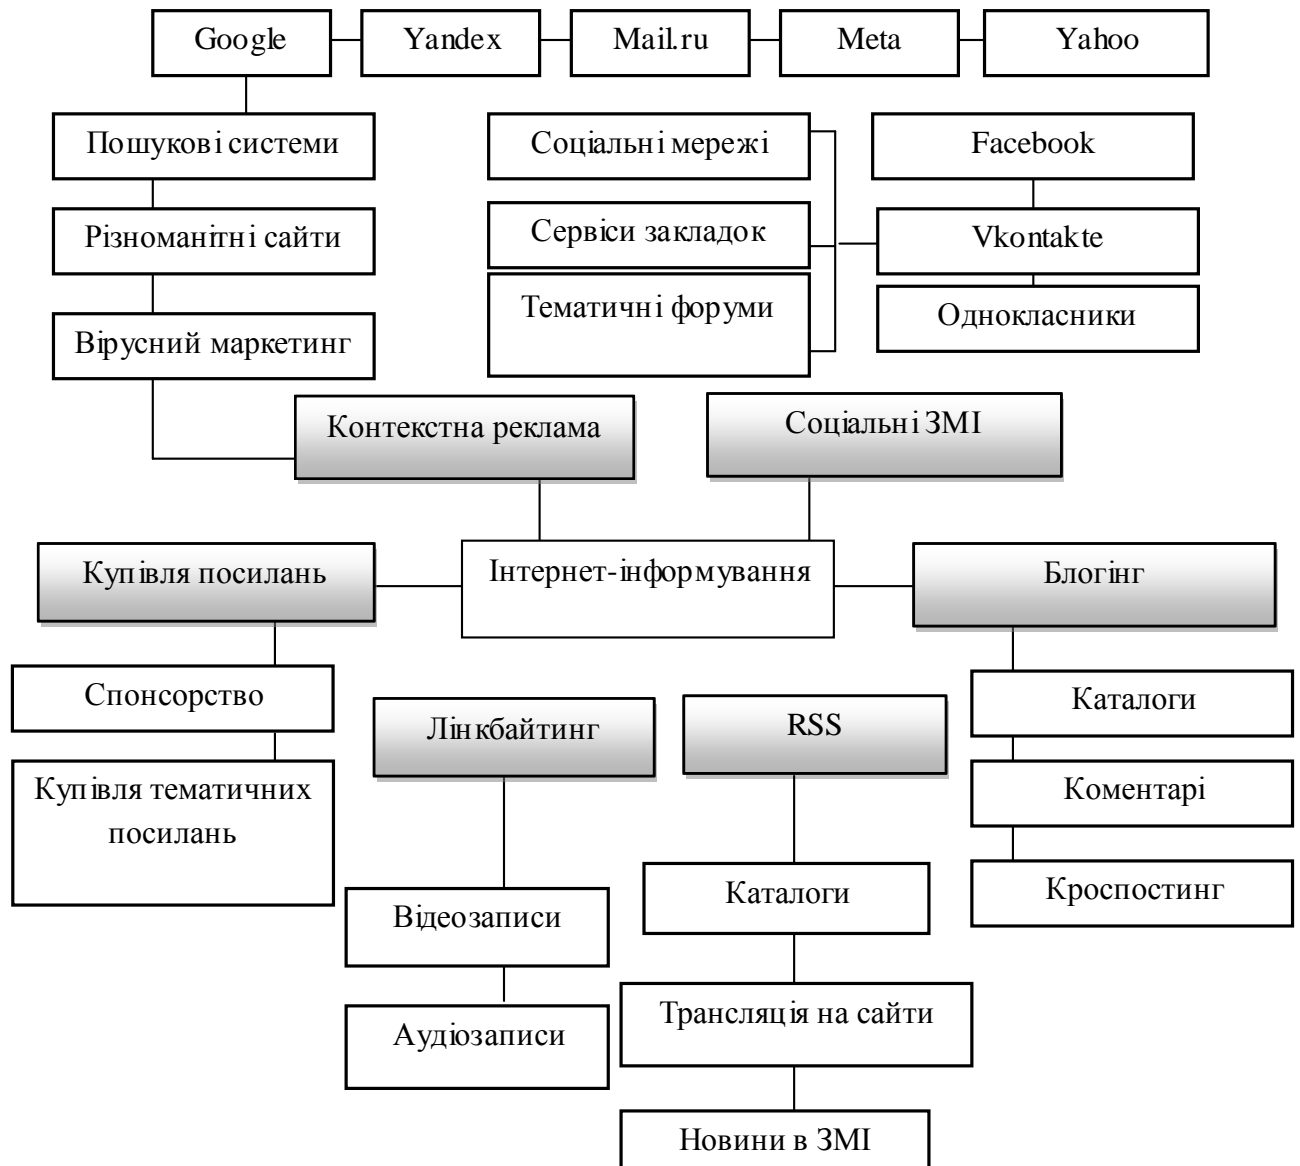 Google
Yandex
Mail.ru
Meta
Yahoo
Пошукові системи
Соціальні мережі
Facebook
Різноманітні сайти
Сервіси закладок
Vkontakte
Тематичні форуми
Однокласники
Вірусний маркетинг
Контекстна реклама
Соціальні ЗМІ
Купівля посилань
Інтернет-інформування
Блогінг
Спонсорство
Лінкбайтинг
RSS
Каталоги
Купівля тематичних
посилань
Коментарі
Відеозаписи
Каталоги
Кроспостинг
Аудіозаписи
Трансляція на сайти
Новини в ЗМІ